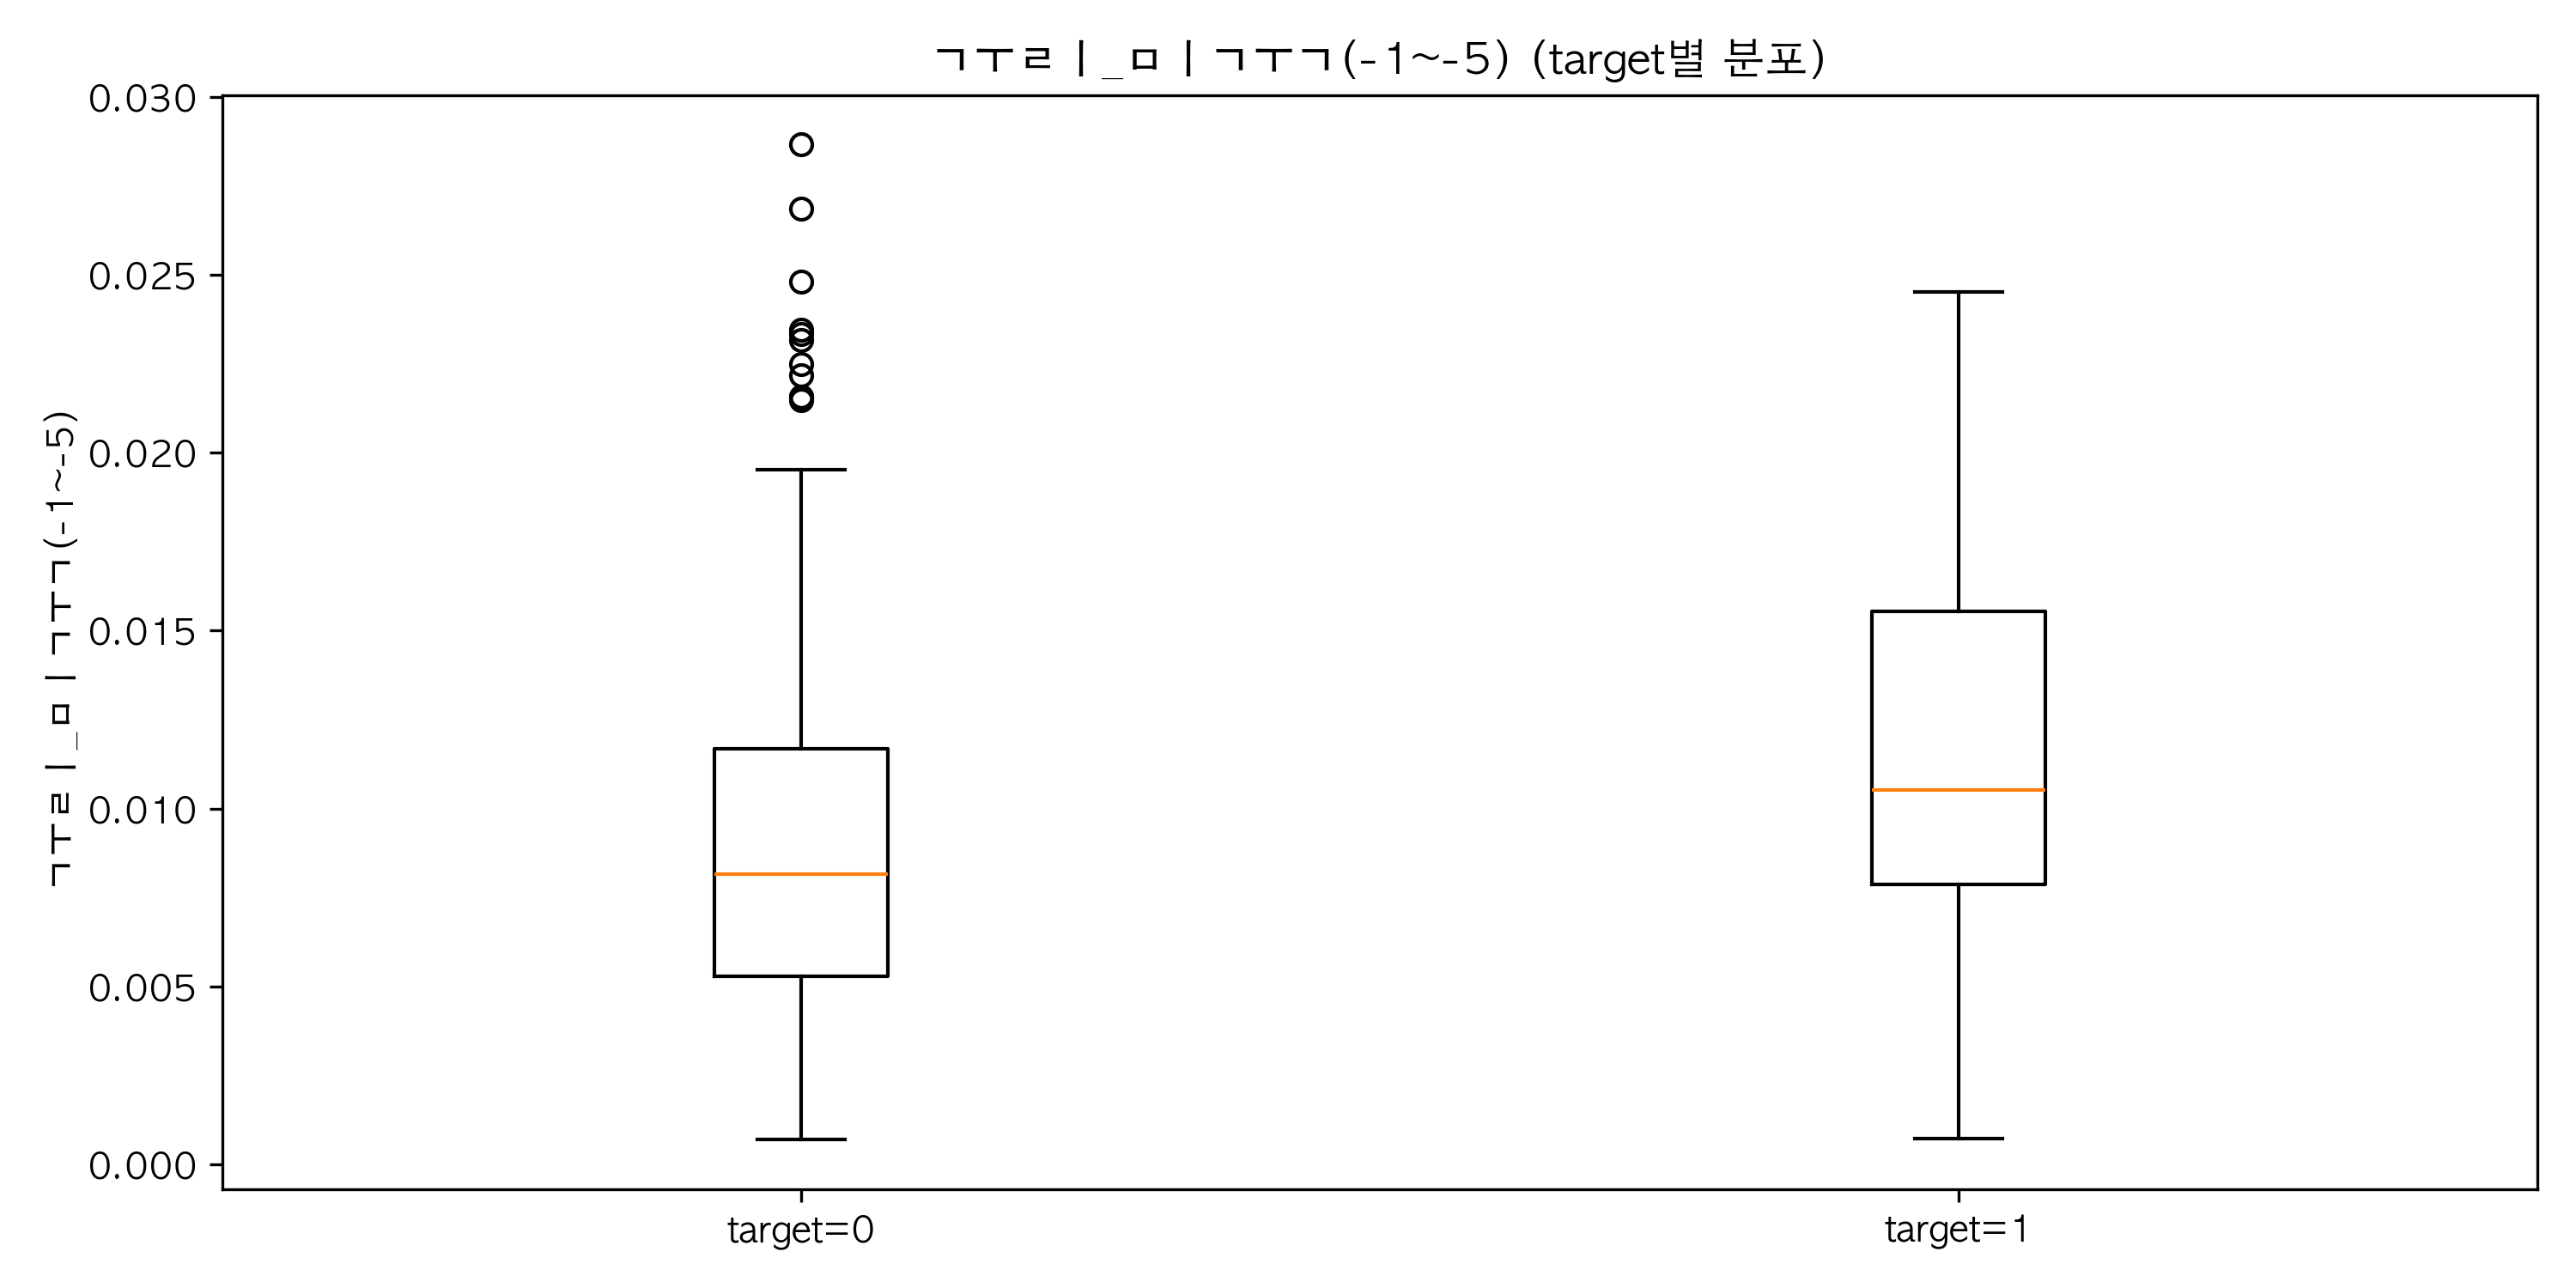 ㄱㅜㄹㅣ_ㅁㅣㄱㅜㄱ(-1~-5) (target별 분포)
ㄱㅜㄹㅣ_ㅁㅣㄱㅜㄱ(-1~-5)
0.030
0.025
0.020
0.015
0.010
0.005
0.000
target=0 target=1